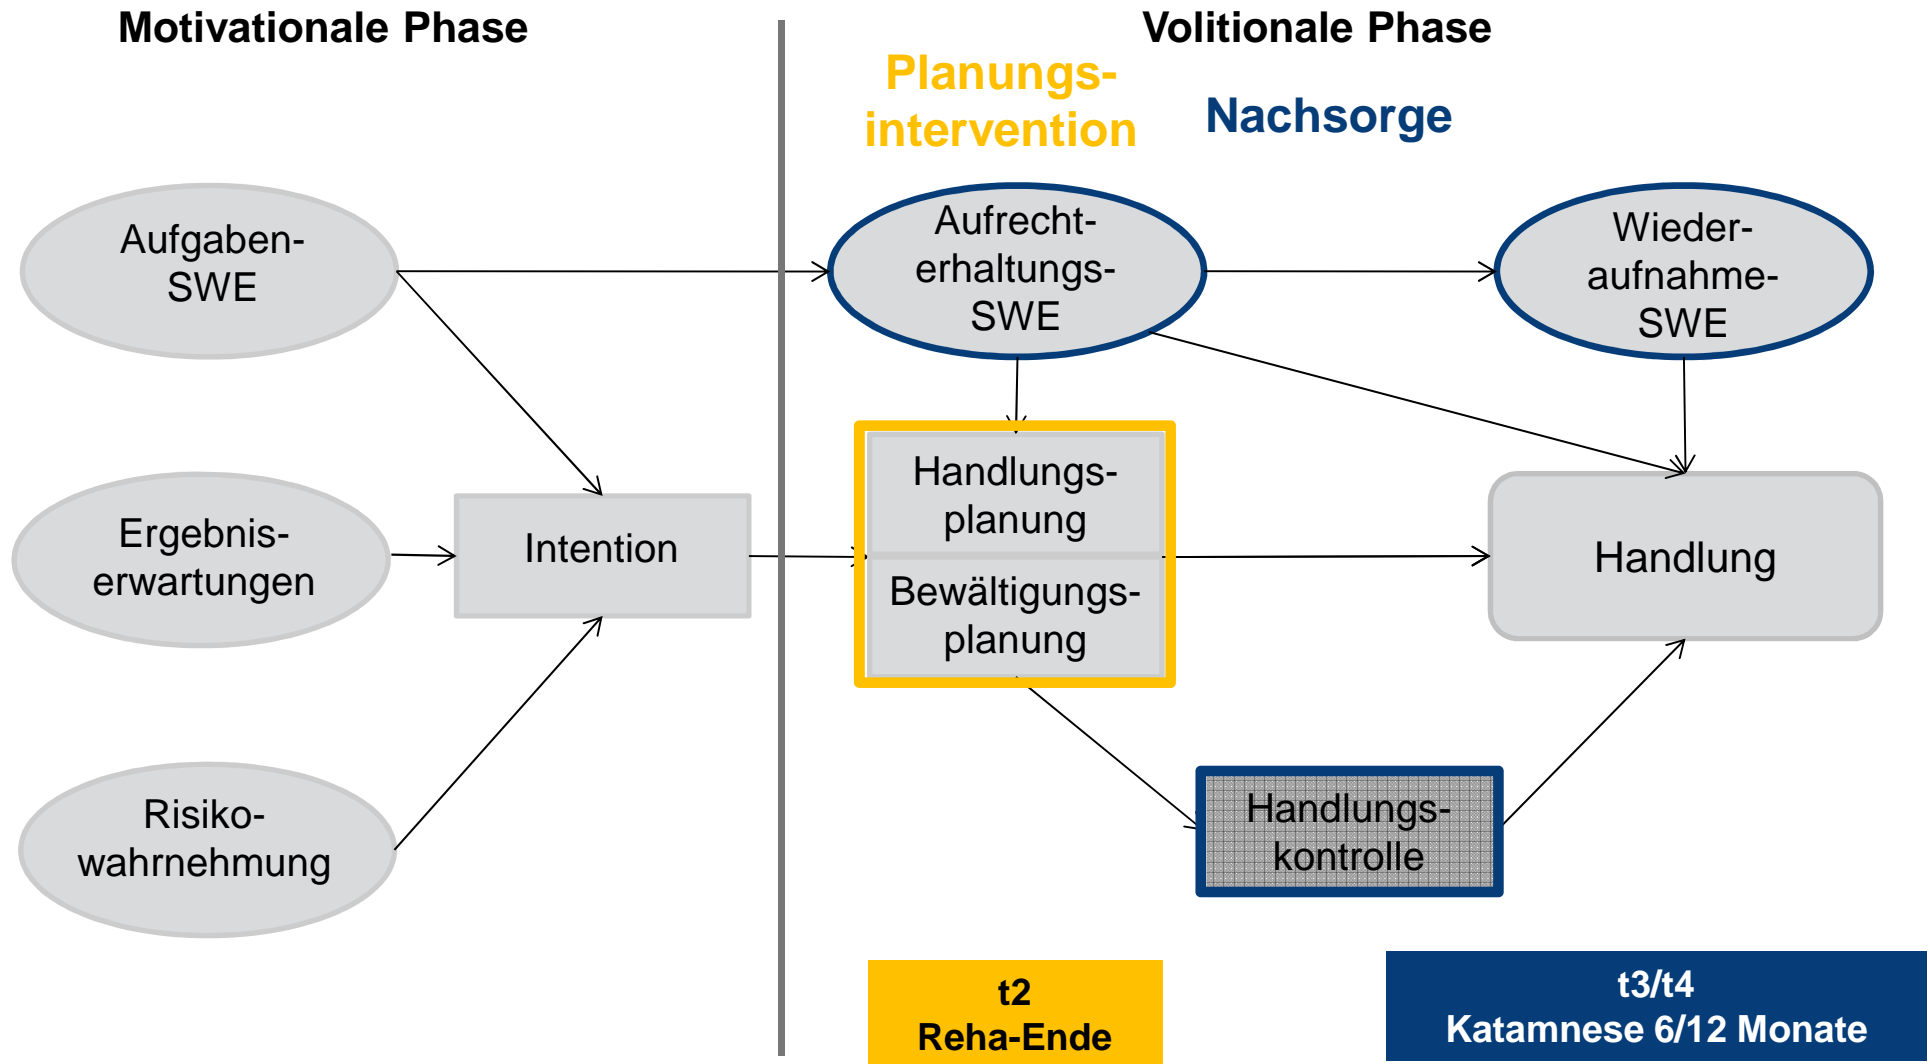 Motivationale Phase
Volitionale Phase
Planungs-
intervention
Nachsorge
Aufgaben-
SWE
Aufrecht-
erhaltungs-
SWE
Wieder-
aufnahme-
SWE
Ergebnis-
erwartungen
Intention
Handlungs-
planung
Bewältigungs-
planung
Handlung
Risiko-
wahrnehmung
Handlungs-
kontrolle
t2
Reha-Ende
t3/t4
Katamnese 6/12 Monate